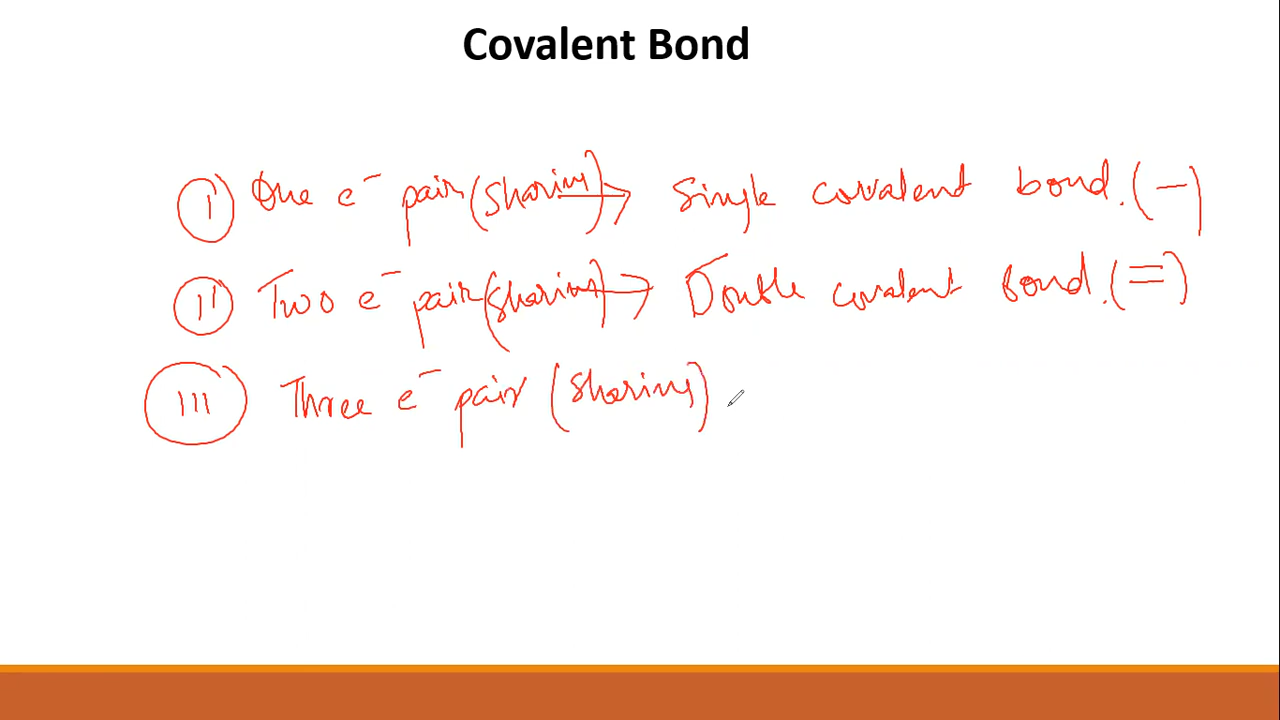 Covalent Bond
I One e⁻ pair (Sharing) → Single covalent bond. (−)
II Two e⁻ pair (Sharing) → Double covalent bond. (=)
III Three e⁻ pair (Sharing)